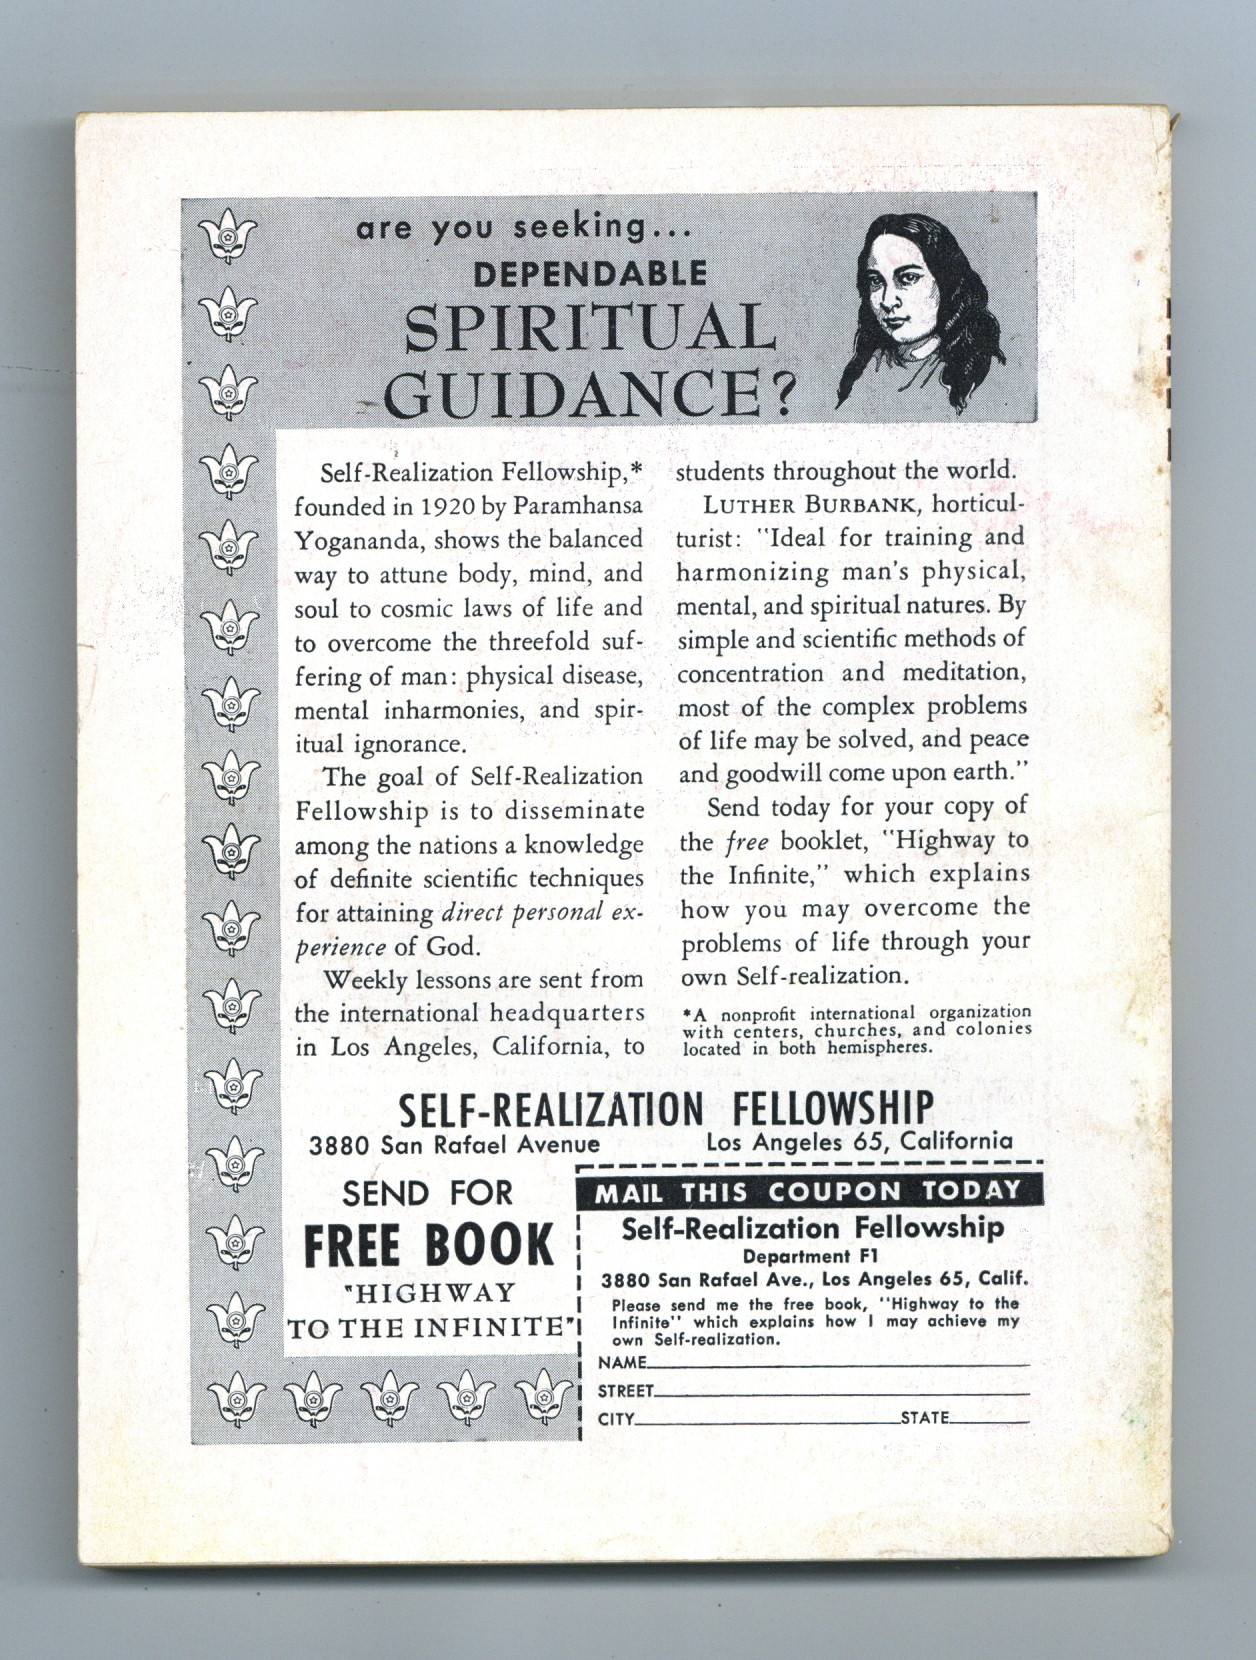 are you seeking...
DEPENDABLE
SPIRITUAL
GUIDANCE?
Self-Realization Fellowship,*
founded in 1920 by Paramhansa
Yogananda, shows the balanced
way to attune body, mind, and
soul to cosmic laws of life and
to overcome the threefold suf-
fering of man: physical disease,
mental inharmonies, and spir-
itual ignorance.
The goal of Self-Realization
Fellowship is to disseminate
among the nations a knowledge
of definite scientific techniques
for attaining direct personal ex-
perience of God.
Weekly lessons are sent from
the international headquarters
in Los Angeles, California, to
students throughout the world.
LUTHER BURBANK, horticul-
turist: "Ideal for training and
harmonizing man's physical,
mental, and spiritual natures. By
simple and scientific methods of
concentration and meditation,
most of the complex problems
of life may be solved, and peace
and goodwill come upon earth."
Send today for your copy of
the free booklet, "Highway to
the Infinite," which explains
how you may overcome the
problems of life through your
own Self-realization.
*A nonprofit international organization
with centers, churches, and colonies
located in both hemispheres.
SELF-REALIZATION FELLOWSHIP
3880 San Rafael Avenue Los Angeles 65, California
SEND FOR
FREE BOOK
"HIGHWAY
TO THE INFINITE"
MAIL THIS COUPON TODAY
Self-Realization Fellowship
Department F1
3880 San Rafael Ave., Los Angeles 65, Calif.
Please send me the free book, "Highway to the
Infinite" which explains how I may achieve my
own Self-realization.
NAME
STREET
CITY STATE